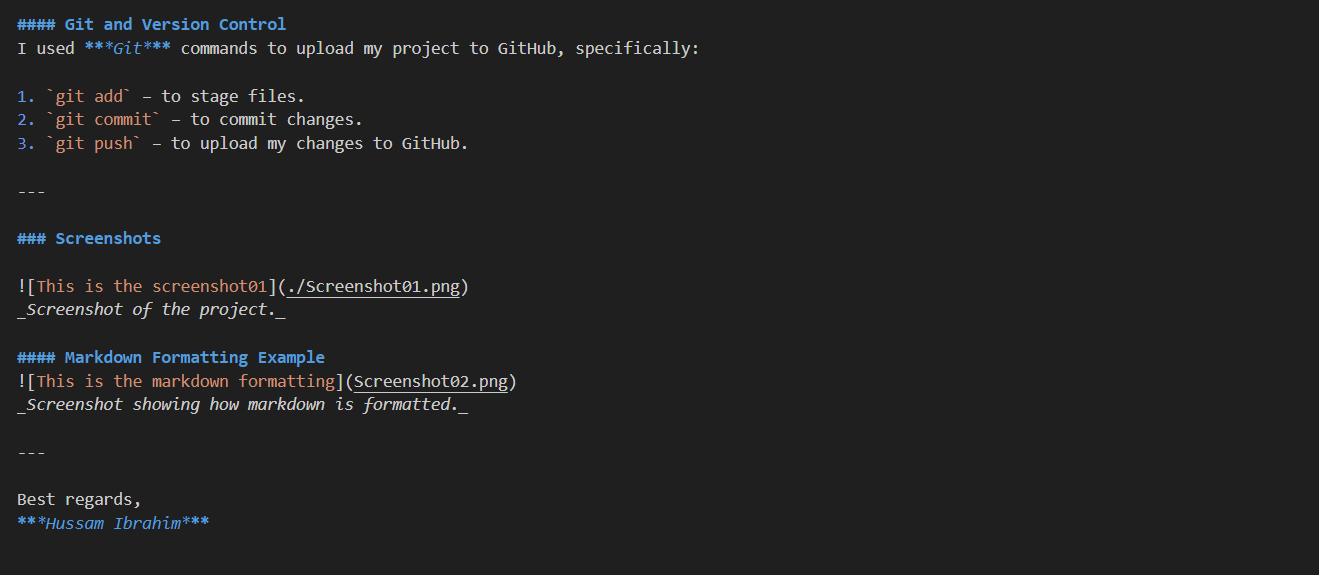 #### Git and Version Control
I used ***Git*** commands to upload my project to GitHub, specifically:
1. `git add` – to stage files.
2. `git commit` – to commit changes.
3. `git push` – to upload my changes to GitHub.
---
### Screenshots
![This is the screenshot01](./Screenshot01.png)
_Screenshot of the project._
#### Markdown Formatting Example
![This is the markdown formatting](Screenshot02.png)
_Screenshot showing how markdown is formatted._
---
Best regards,
***Hussam Ibrahim***